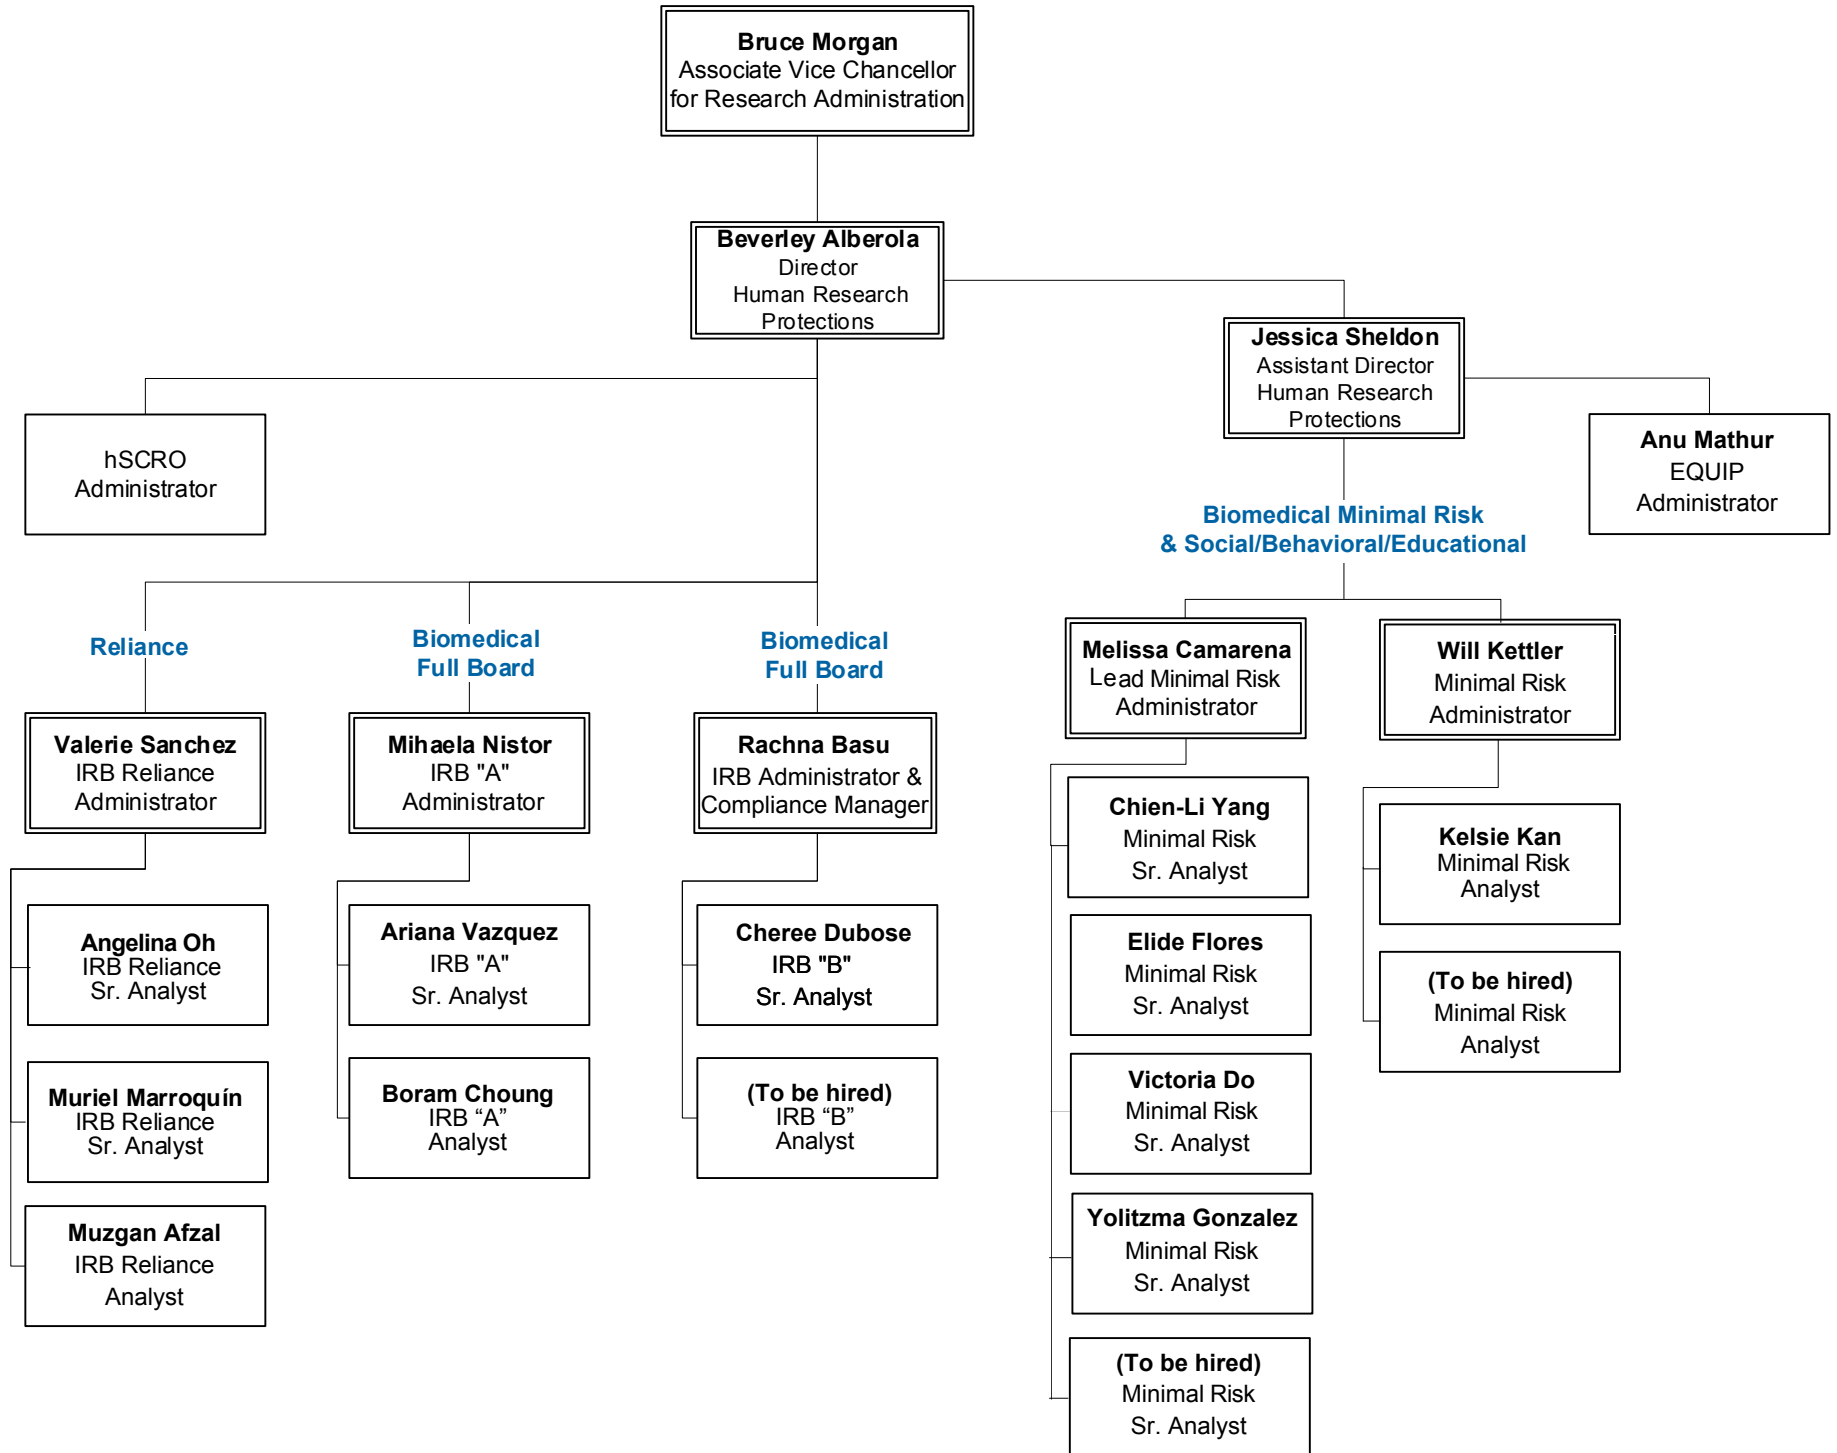 Bruce Morgan
Associate Vice Chancellor
for Research Administration
Beverley Alberola
Director
Human Research
Protections
Jessica Sheldon
Assistant Director
Human Research
Protections
hSCRO
Administrator
Anu Mathur
EQUIP
Administrator
Biomedical Minimal Risk
& Social/Behavioral/Educational
Reliance
Biomedical
Full Board
Biomedical
Full Board
Valerie Sanchez
IRB Reliance
Administrator
Mihaela Nistor
IRB "A"
Administrator
Rachna Basu
IRB Administrator &
Compliance Manager
Melissa Camarena
Lead Minimal Risk
Administrator
Will Kettler
Minimal Risk
Administrator
Angelina Oh
IRB Reliance
Sr. Analyst
Muriel Marroquín
IRB Reliance
Sr. Analyst
Muzgan Afzal
IRB Reliance
Analyst
Ariana Vazquez
IRB "A"
Sr. Analyst
Boram Choung
IRB “A”
Analyst
Cheree Dubose
IRB "B"
Sr. Analyst
(To be hired)
IRB “B”
Analyst
Chien-Li Yang
Minimal Risk
Sr. Analyst
Elide Flores
Minimal Risk
Sr. Analyst
Victoria Do
Minimal Risk
Sr. Analyst
Yolitzma Gonzalez
Minimal Risk
Sr. Analyst
(To be hired)
Minimal Risk
Sr. Analyst
Kelsie Kan
Minimal Risk
Analyst
(To be hired)
Minimal Risk
Analyst